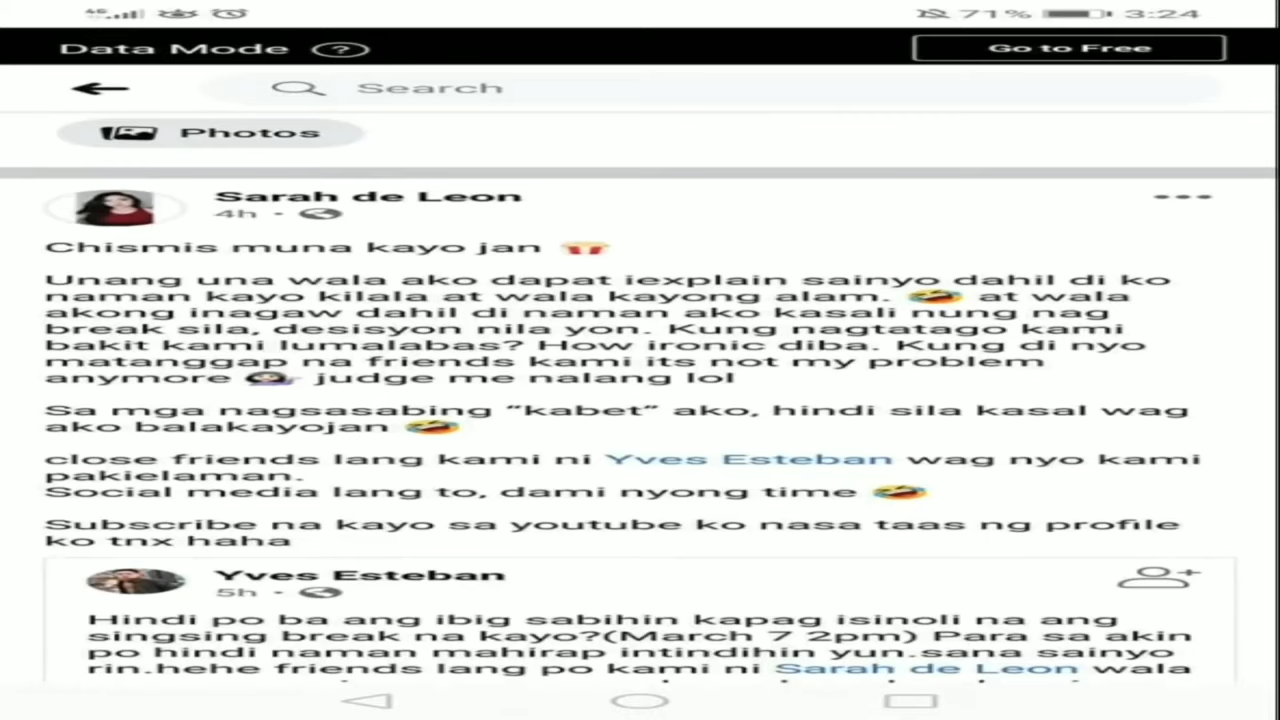 4G 71% 3:24
Data Mode ? Go to Free
Search
Photos
Sarah de Leon
4h ·
Chismis muna kayo jan 🍿
Unang una wala ako dapat iexplain sainyo dahil di ko
naman kayo kilala at wala kayong alam. 🤣 at wala
akong inagaw dahil di naman ako kasali nung nag
break sila, desisyon nila yon. Kung nagtatago kami
bakit kami lumalabas? How ironic diba. Kung di nyo
matanggap na friends kami its not my problem
anymore 💁🏻‍♀️ judge me nalang lol
Sa mga nagsasabing “kabet” ako, hindi sila kasal wag
ako balakayojan 🤣
close friends lang kami ni Yves Esteban wag nyo kami
pakielaman.
Social media lang to, dami nyong time 🤣
Subscribe na kayo sa youtube ko nasa taas ng profile
ko tnx haha
Yves Esteban
5h ·
Hindi po ba ang ibig sabihin kapag isinoli na ang
singsing break na kayo?(March 7 2pm) Para sa akin
po hindi naman mahirap intindihin yun.sana sainyo
rin.hehe friends lang po kami ni Sarah de Leon wala